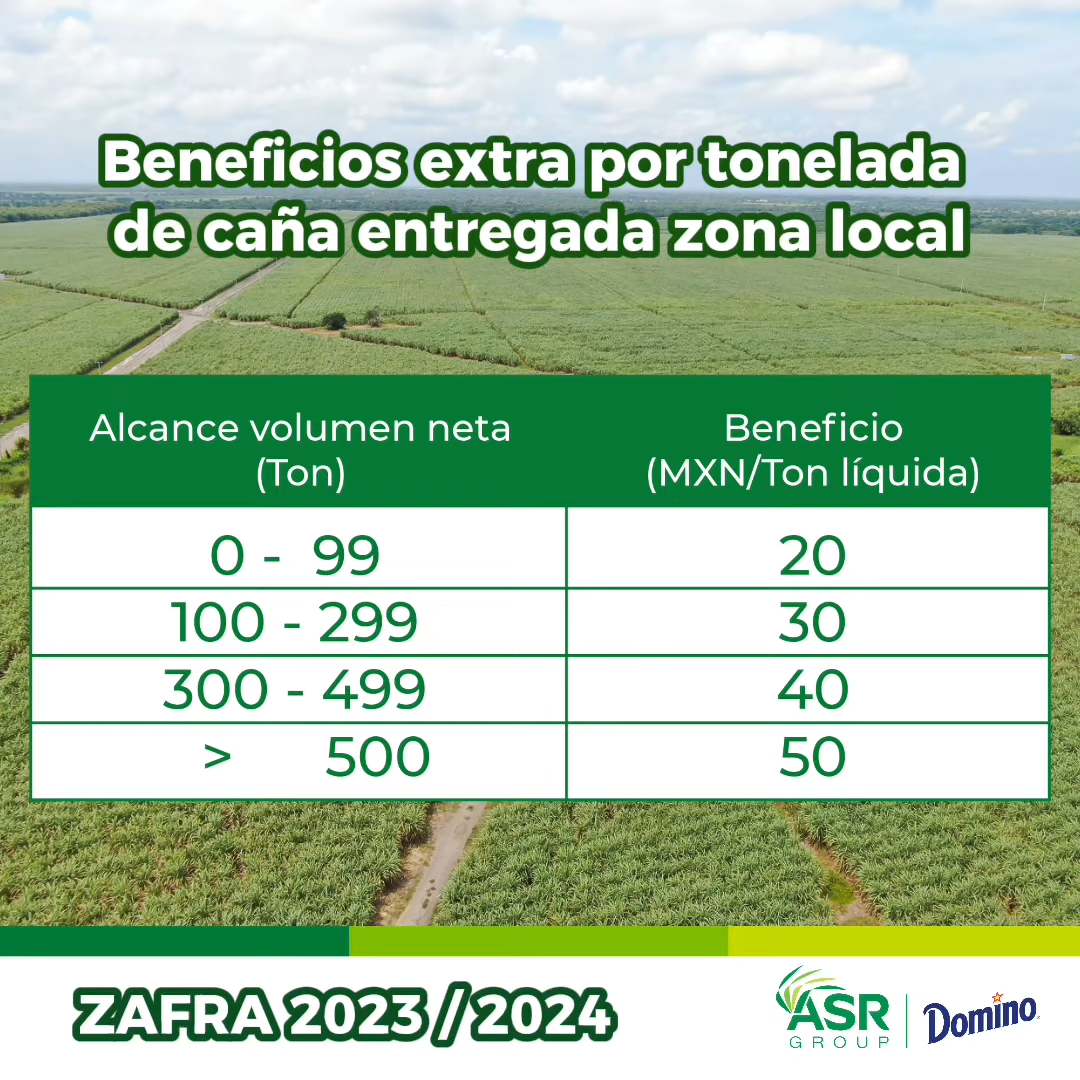 Beneficios extra por tonelada
de caña entregada zona local
Alcance volumen neta
(Ton)
Beneficio
(MXN/Ton líquida)
0 - 99 20
100 - 299 30
300 - 499 40
> 500 50
ZAFRA 2023 / 2024
ASR
GROUP
Domino